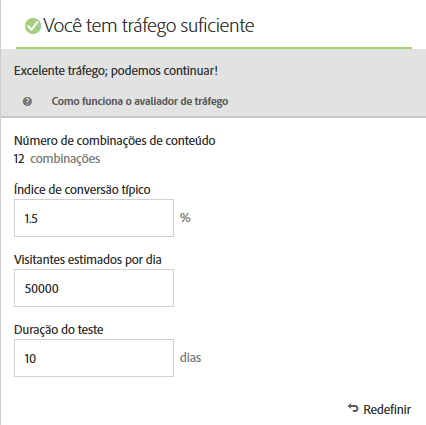 Você tem tráfego suficiente
Excelente tráfego; podemos continuar!
? Como funciona o avaliador de tráfego
Número de combinações de conteúdo
12 combinações
Índice de conversão típico
1.5 %
Visitantes estimados por dia
50000
Duração do teste
10 dias
Redefinir